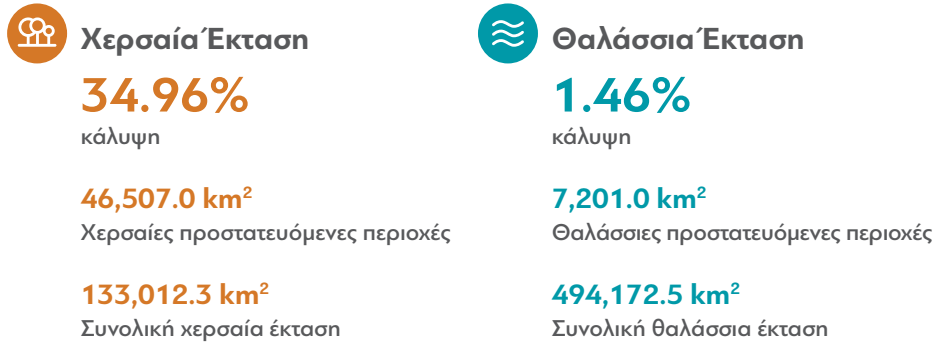 Χερσαία Έκταση
34.96%
κάλυψη
46,507.0 km²
Χερσαίες προστατευόμενες περιοχές
133,012.3 km²
Συνολική χερσαία έκταση
Θαλάσσια Έκταση
1.46%
κάλυψη
7,201.0 km²
Θαλάσσιες προστατευόμενες περιοχές
494,172.5 km²
Συνολική θαλάσσια έκταση